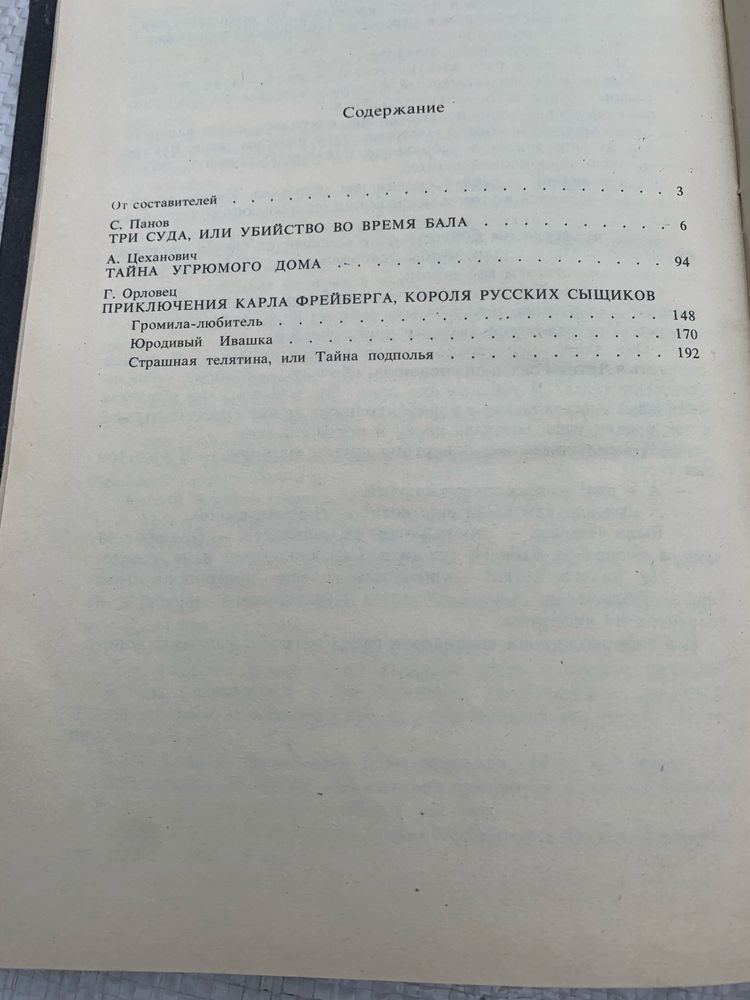 Содержание
От составителей . . . . . . . . . . . . . . . . . . . . . . 3
С. Панов
ТРИ СУДА, ИЛИ УБИЙСТВО ВО ВРЕМЯ БАЛА . . . . . . . . . 6
А. Цеханович
ТАЙНА УГРЮМОГО ДОМА . . . . . . . . . . . . . . . . 94
Г. Орловец
ПРИКЛЮЧЕНИЯ КАРЛА ФРЕЙБЕРГА, КОРОЛЯ РУССКИХ СЫЩИКОВ
Громила-любитель . . . . . . . . . . . . . . . . . . 148
Юродивый Ивашка . . . . . . . . . . . . . . . . . . 170
Страшная телятина, или Тайна подполья . . . . . . . . . . 192